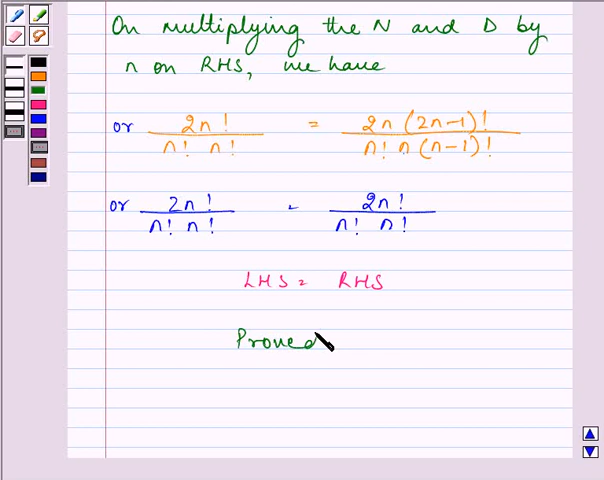 On multiplying the N and D by
n on RHS, we have
or 2n! / n! n! = 2n(2n-1)! / n! n(n-1)!
or 2n! / n! n! = 2n! / n! n!
LHS = RHS
Proved